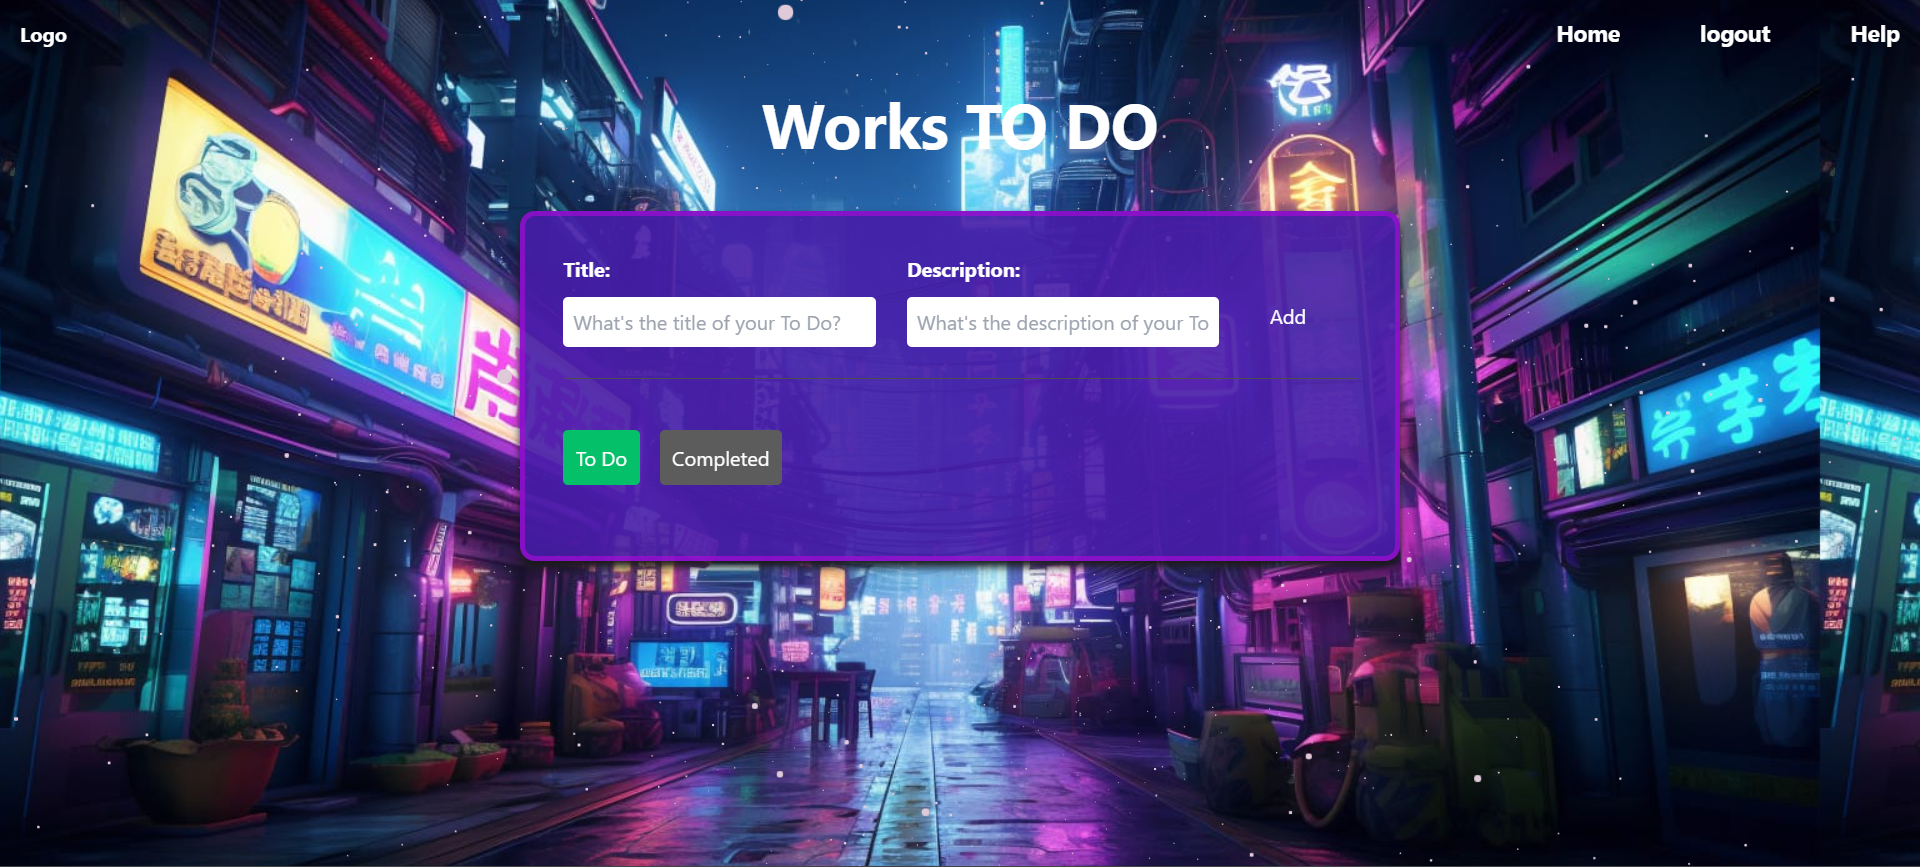 Logo
Home
logout
Help
Works TO DO
Title:
Description:
What's the title of your To Do?
What's the description of your To
Add
To Do
Completed